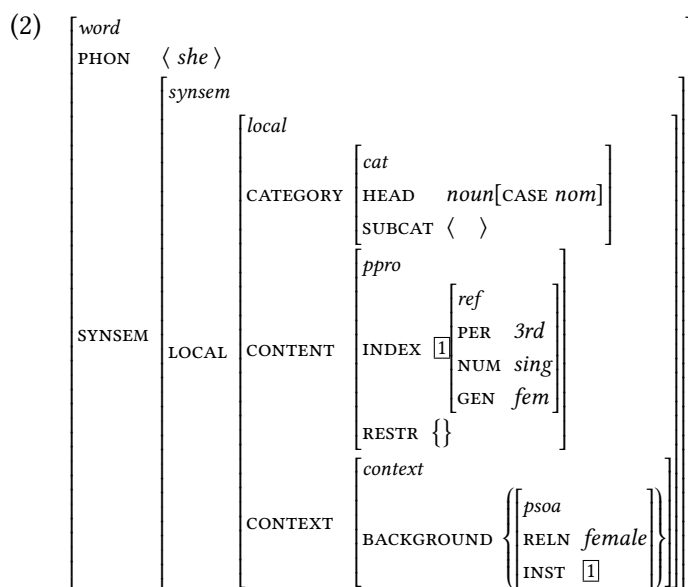 (2)
word
PHON ⟨ she ⟩
synsem
local
cat
CATEGORY HEAD noun[CASE nom]
SUBCAT ⟨ ⟩
ppro
ref
PER 3rd
SYNSEM LOCAL CONTENT INDEX 1
NUM sing
GEN fem
RESTR {}
context
psoa
CONTEXT BACKGROUND RELN female
INST 1